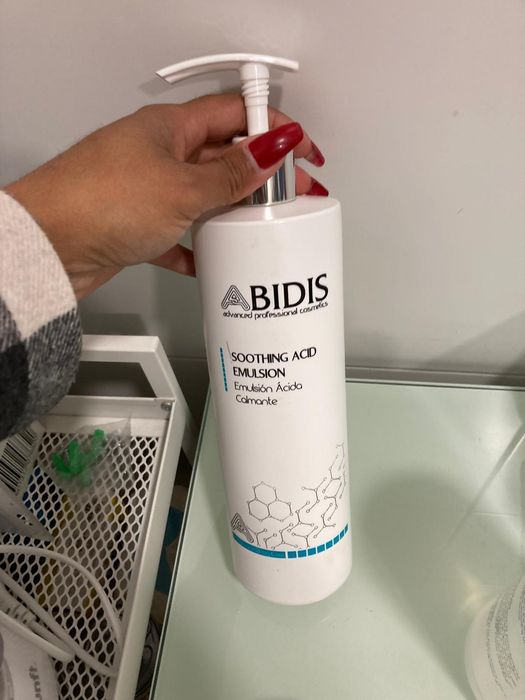 ABIDIS
advanced professional cosmetics
SOOTHING ACID
EMULSION
Emulsión Ácida
Calmante